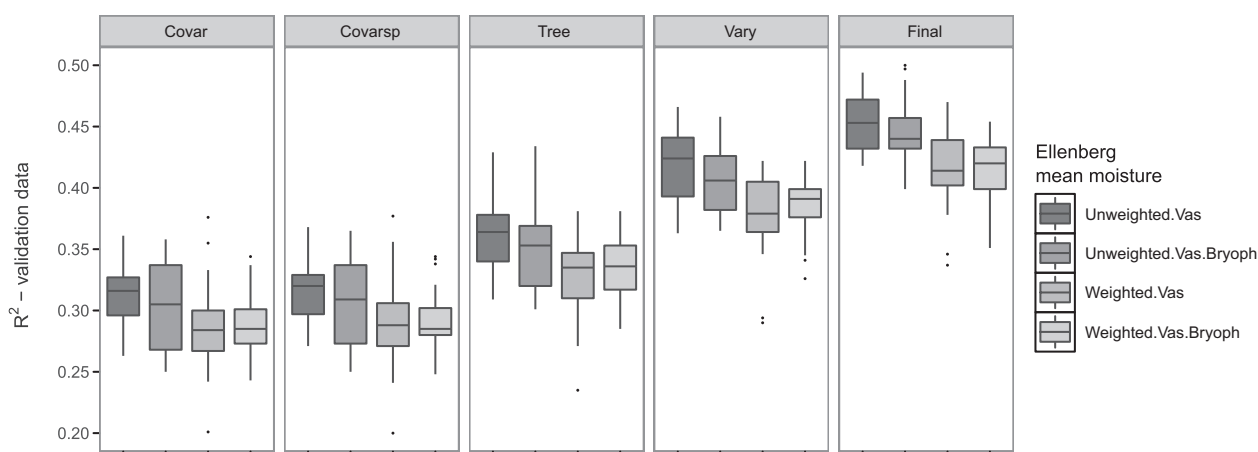 Covar Covarsp Tree Vary Final
0.50
0.45
0.40
0.35
0.30
0.25
0.20
R² – validation data
Ellenberg
mean moisture
Unweighted.Vas
Unweighted.Vas.Bryoph
Weighted.Vas
Weighted.Vas.Bryoph